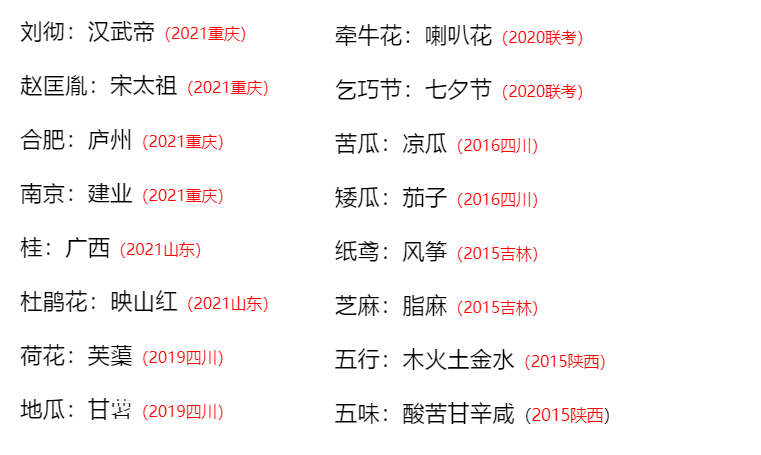 刘彻：汉武帝（2021重庆）
赵匡胤：宋太祖（2021重庆）
合肥：庐州（2021重庆）
南京：建业（2021重庆）
桂：广西（2021山东）
杜鹃花：映山红（2021山东）
荷花：芙蕖（2019四川）
地瓜：甘薯（2019四川）
牵牛花：喇叭花（2020联考）
乞巧节：七夕节（2020联考）
苦瓜：凉瓜（2016四川）
矮瓜：茄子（2016四川）
纸鸢：风筝（2015吉林）
芝麻：脂麻（2015吉林）
五行：木火土金水（2015陕西）
五味：酸苦甘辛咸（2015陕西）